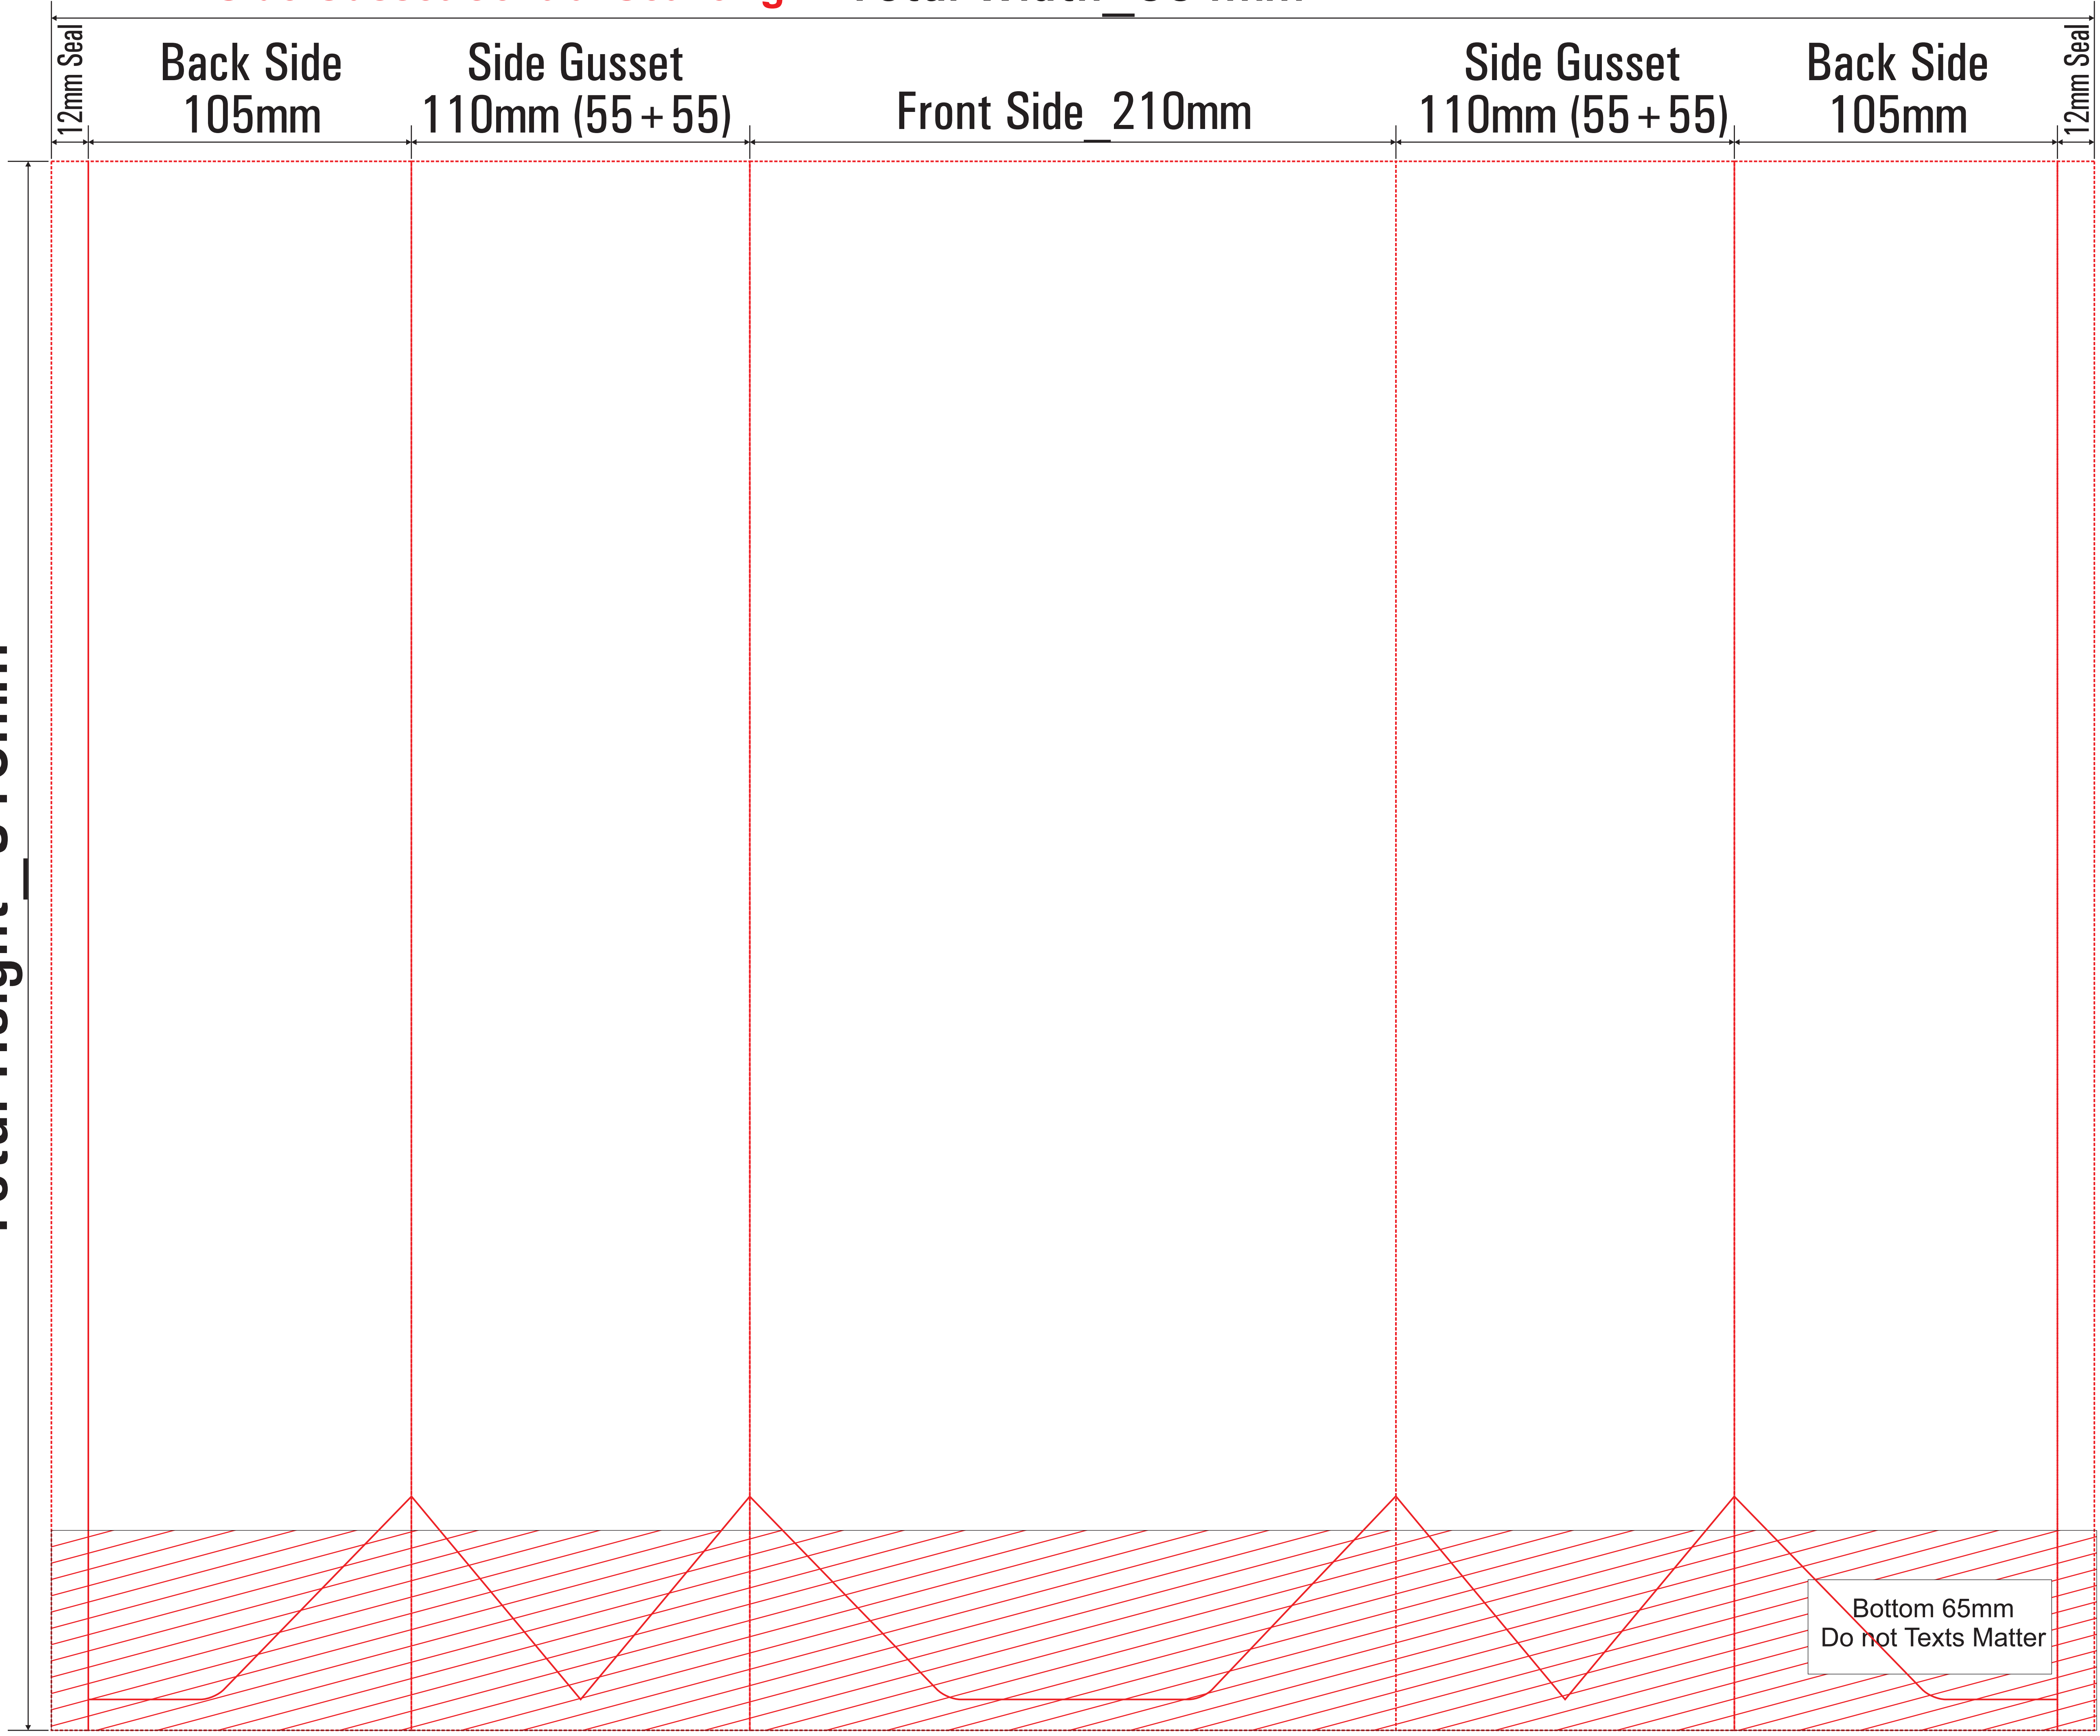 12mm Seal
Back Side
105mm
Side Gusset
110mm (55+55)
Front Side_210mm
Side Gusset
110mm (55+55)
Back Side
105mm
12mm Seal
Bottom 65mm
Do not Texts Matter